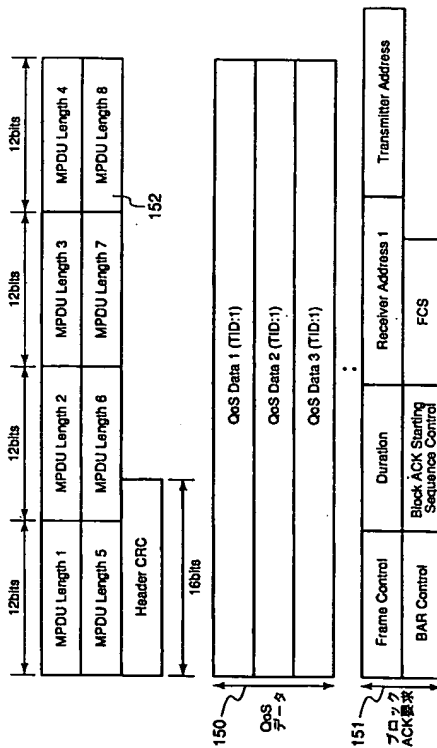 12bits 12bits 12bits 12bits
MPDU Length 1 MPDU Length 2 MPDU Length 3 MPDU Length 4
MPDU Length 5 MPDU Length 6 MPDU Length 7 MPDU Length 8
152
Header CRC
16bits
150
QoS
データ
QoS Data 1 (TID:1)
QoS Data 2 (TID:1)
QoS Data 3 (TID:1)
151
ブロック
ACK要求
Frame Control Duration Receiver Address 1 Transmitter Address
BAR Control Block ACK Starting
Sequence Control FCS